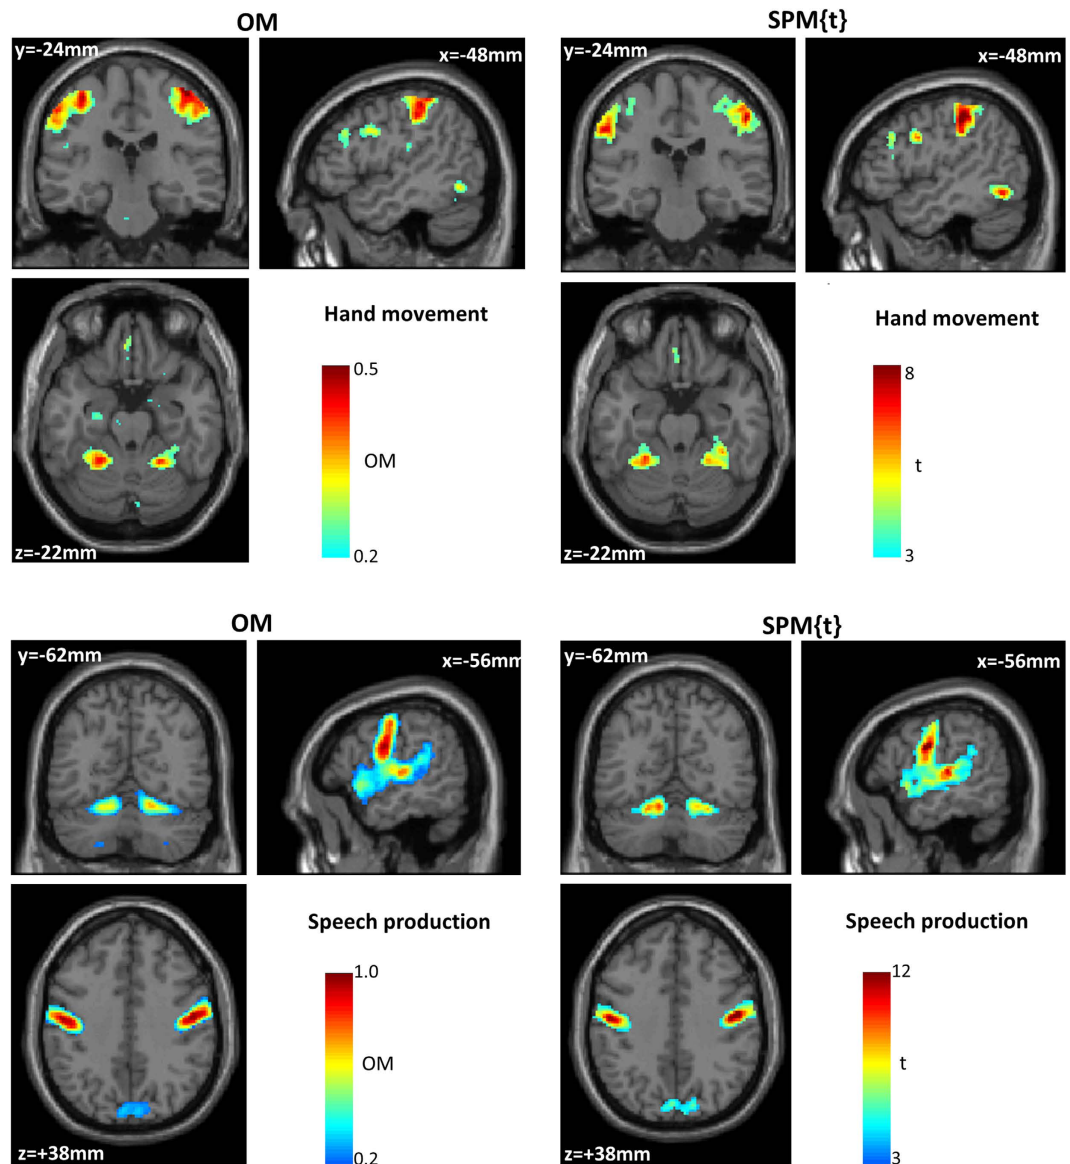 OM
SPM{t}
y=-24mm
x=-48mm
y=-24mm
x=-48mm
Hand movement
Hand movement
0.5
OM
0.2
8
t
3
z=-22mm
z=-22mm
OM
SPM{t}
y=-62mm
x=-56mm
y=-62mm
x=-56mm
Speech production
Speech production
1.0
OM
0.2
12
t
3
z=+38mm
z=+38mm